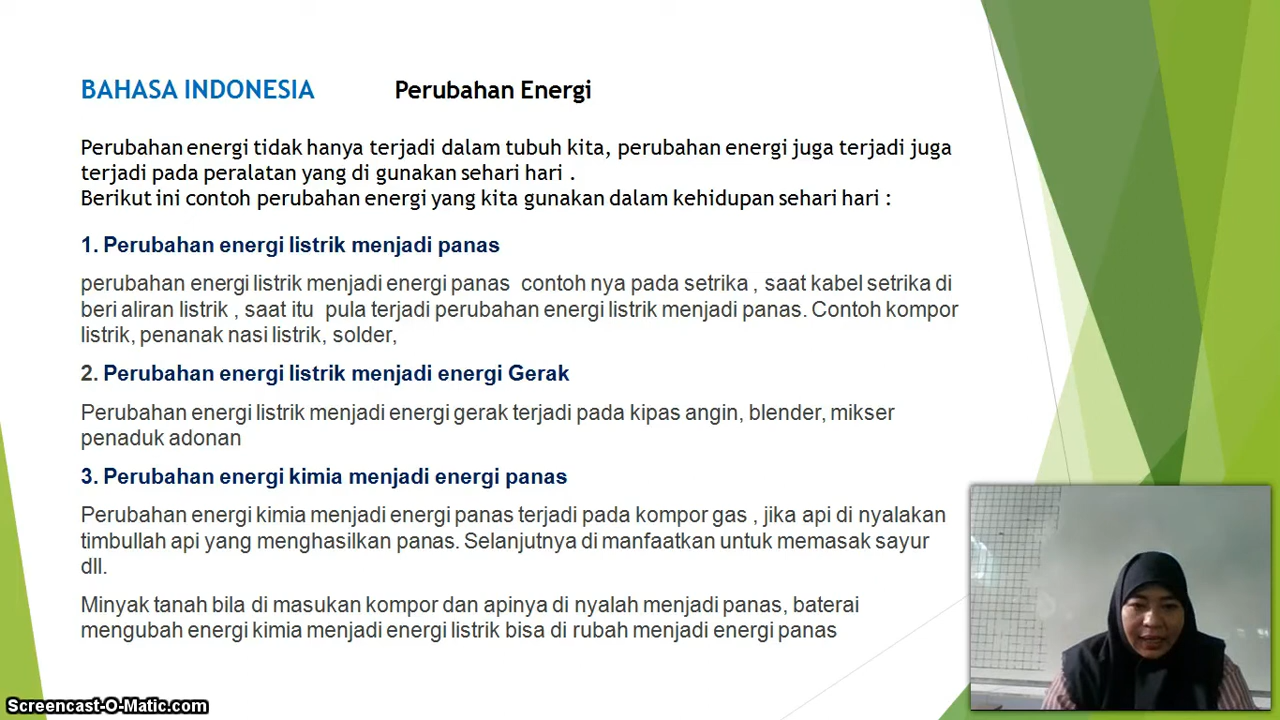 BAHASA INDONESIA Perubahan Energi
Perubahan energi tidak hanya terjadi dalam tubuh kita, perubahan energi juga terjadi juga
terjadi pada peralatan yang di gunakan sehari hari .
Berikut ini contoh perubahan energi yang kita gunakan dalam kehidupan sehari hari :
1. Perubahan energi listrik menjadi panas
perubahan energi listrik menjadi energi panas contoh nya pada setrika , saat kabel setrika di
beri aliran listrik , saat itu pula terjadi perubahan energi listrik menjadi panas. Contoh kompor
listrik, penanak nasi listrik, solder,
2. Perubahan energi listrik menjadi energi Gerak
Perubahan energi listrik menjadi energi gerak terjadi pada kipas angin, blender, mikser
penaduk adonan
3. Perubahan energi kimia menjadi energi panas
Perubahan energi kimia menjadi energi panas terjadi pada kompor gas , jika api di nyalakan
timbullah api yang menghasilkan panas. Selanjutnya di manfaatkan untuk memasak sayur
dll.
Minyak tanah bila di masukan kompor dan apinya di nyalah menjadi panas, baterai
mengubah energi kimia menjadi energi listrik bisa di rubah menjadi energi panas
Screencast-O-Matic.com